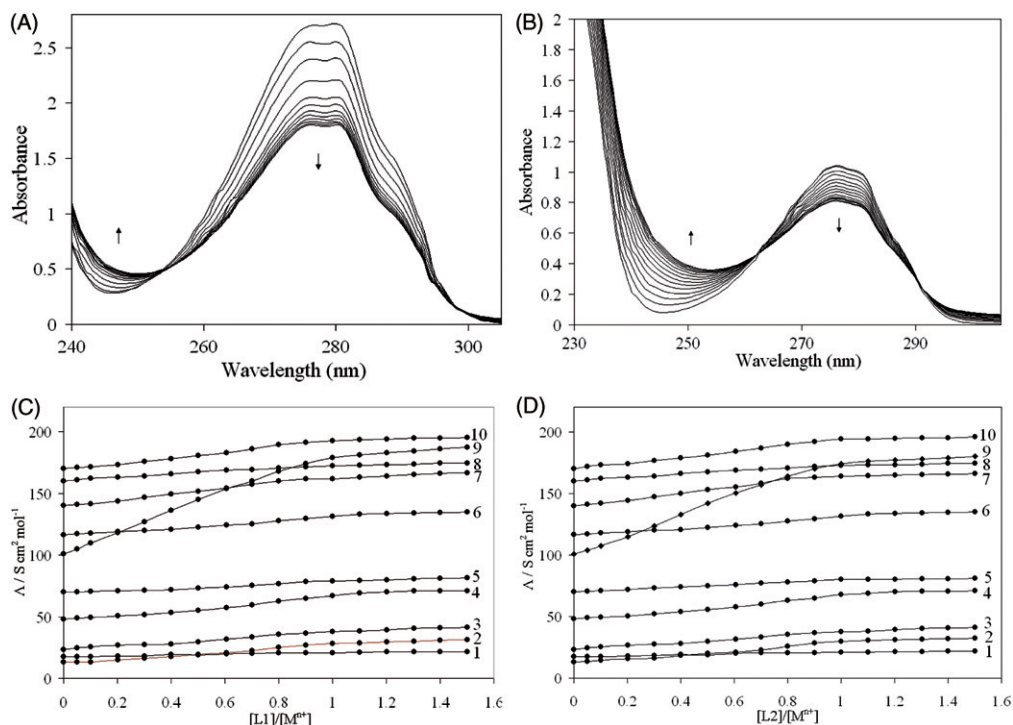 (A)
2.5
2
1.5
1
0.5
0
Absorbance
240 260 280 300
Wavelength (nm)
(B)
2
1.8
1.6
1.4
1.2
1
0.8
0.6
0.4
0.2
0
Absorbance
230 250 270 290
Wavelength (nm)
(C)
200
150
100
50
0
Λ / S cm² mol⁻¹
10
9
8
7
6
5
4
3
2
1
0 0.2 0.4 0.6 0.8 1 1.2 1.4 1.6
[L1]/[Mⁿ⁺]
(D)
200
150
100
50
0
Λ / S cm² mol⁻¹
10
9
8
7
6
5
4
3
2
1
0 0.2 0.4 0.6 0.8 1 1.2 1.4 1.6
[L2]/[Mⁿ⁺]